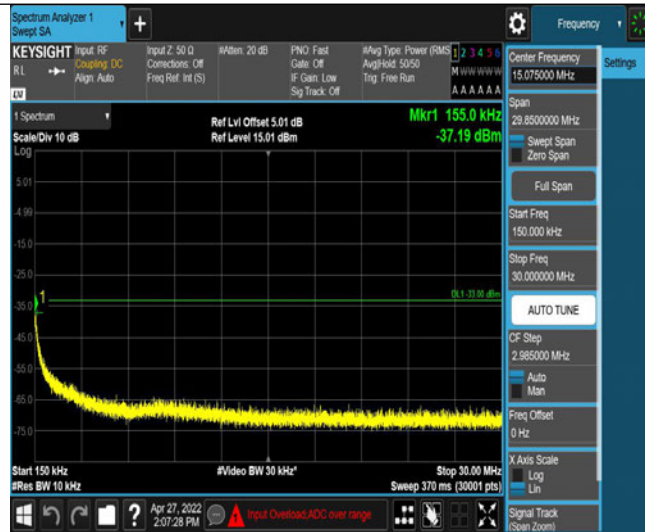 Spectrum Analyzer 1
Swept SA
+
Frequency
KEYSIGHT
RL
Input: RF
Coupling: DC
Align: Auto
Input Z: 50 Ω
Corrections: Off
Freq Ref: Int (S)
#Atten: 20 dB
PNO: Fast
Gate: Off
IF Gain: Low
Sig Track: Off
#Avg Type: Power (RMS
Avg|Hold: 50/50
Trig: Free Run
1 2 3 4 5 6
M W W W W W
A A A A A A
Center Frequency
15.075000 MHz
Settings
Span
29.8500000 MHz
Swept Span
Zero Span
Full Span
Start Freq
150.000 kHz
Stop Freq
30.000000 MHz
AUTO TUNE
CF Step
2.985000 MHz
Auto
Man
Freq Offset
0 Hz
X Axis Scale
Log
Lin
Signal Track
(Span Zoom)
1 Spectrum
Scale/Div 10 dB
Log
Ref Lvl Offset 5.01 dB
Ref Level 15.01 dBm
Mkr1 155.0 kHz
-37.19 dBm
5.01
-4.99
-15.0
-25.0
-35.0
-45.0
-55.0
-65.0
-75.0
1
DL1 -33.00 dBm
Start 150 kHz
#Res BW 10 kHz
#Video BW 30 kHz*
Stop 30.00 MHz
Sweep 370 ms (30001 pts)
?
Apr 27, 2022
2:07:28 PM
Input Overload;ADC over range